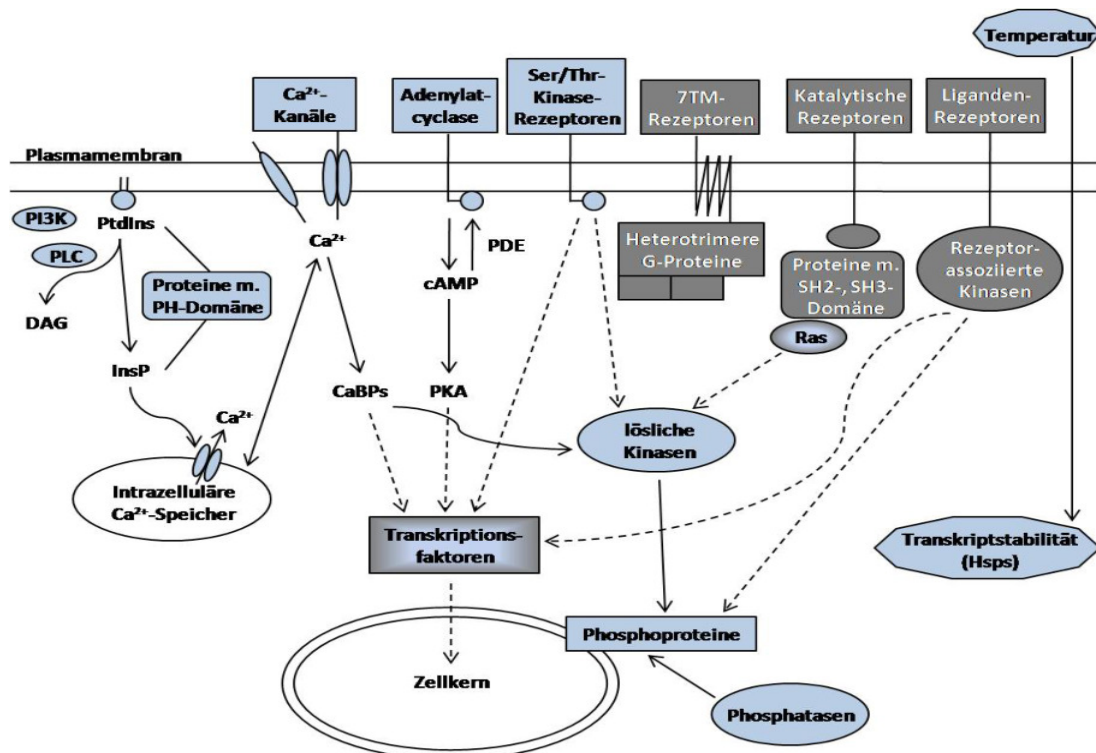 Temperatur
Ca²⁺-
Kanäle
Adenylat-
cyclase
Ser/Thr-
Kinase-
Rezeptoren
7TM-
Rezeptoren
Katalytische
Rezeptoren
Liganden-
Rezeptoren
Plasmamembran
PI3K
PtdIns
PLC
DAG
Proteine m.
PH-Domäne
InsP
Ca²⁺
Ca²⁺
Intrazelluläre
Ca²⁺-Speicher
CaBPs
PDE
cAMP
PKA
Heterotrimere
G-Proteine
Proteine m.
SH2-, SH3-
Domäne
Ras
Rezeptor-
assoziierte
Kinasen
lösliche
Kinasen
Transkriptions-
faktoren
Transkriptstabilität
(Hsps)
Phosphoproteine
Zellkern
Phosphatasen